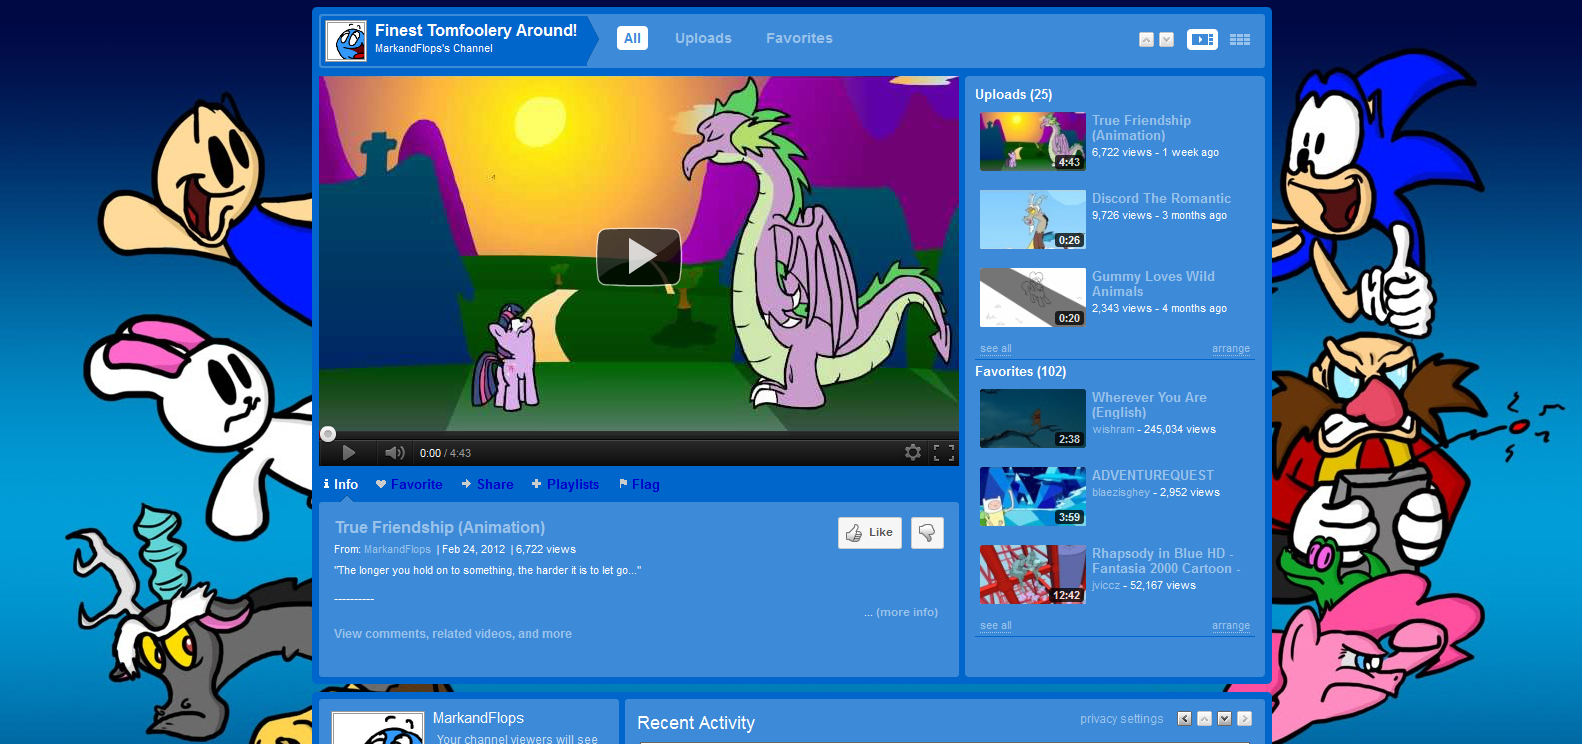 Finest Tomfoolery Around!
MarkandFlops's Channel
All Uploads Favorites
0:00 / 4:43
Info Favorite Share Playlists Flag
True Friendship (Animation)
Like
From: MarkandFlops | Feb 24, 2012 | 6,722 views
"The longer you hold on to something, the harder it is to let go..."
----------
... (more info)
View comments, related videos, and more
Uploads (25)
4:43
True Friendship
(Animation)
6,722 views - 1 week ago
0:26
Discord The Romantic
9,726 views - 3 months ago
0:20
Gummy Loves Wild
Animals
2,343 views - 4 months ago
see all arrange
Favorites (102)
2:38
Wherever You Are
(English)
wishram - 245,034 views
3:59
ADVENTUREQUEST
blaezisghey - 2,952 views
12:42
Rhapsody in Blue HD -
Fantasia 2000 Cartoon -
jviccz - 52,167 views
see all arrange
MarkandFlops
Your channel viewers will see
Recent Activity
privacy settings